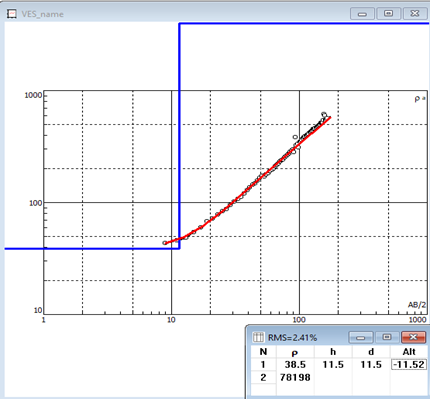 VES_name
1000
ρ a
100
10
AB/2
1 10 100 1000
RMS=2.41%
N ρ h d Alt
1 38.5 11.5 11.5 -11.52
2 78198